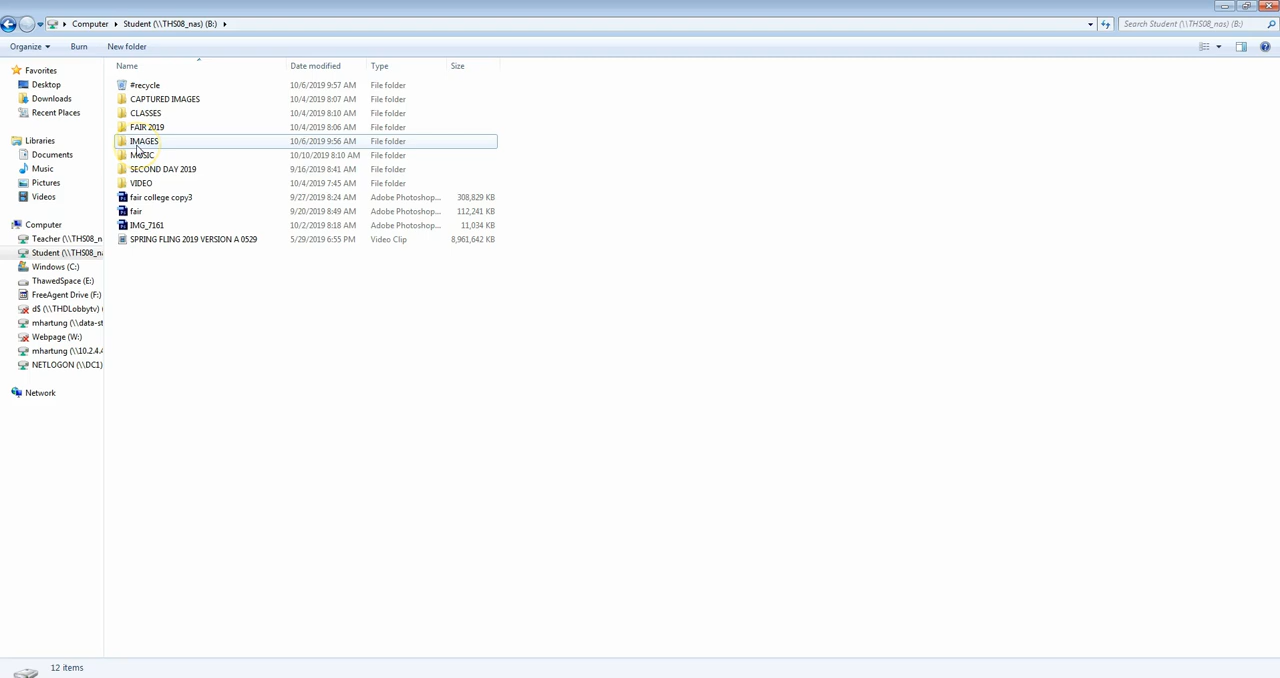 Computer ▸ Student (\\THS08_nas) (B:) ▸
Search Student (\\THS08_nas) (B:)
Organize ▾ Burn New folder
Name Date modified Type Size
#recycle 10/6/2019 9:57 AM File folder
CAPTURED IMAGES 10/4/2019 8:07 AM File folder
CLASSES 10/4/2019 8:10 AM File folder
FAIR 2019 10/4/2019 8:06 AM File folder
IMAGES 10/6/2019 9:56 AM File folder
MUSIC 10/10/2019 8:10 AM File folder
SECOND DAY 2019 9/16/2019 8:41 AM File folder
VIDEO 10/4/2019 7:45 AM File folder
fair college copy3 9/27/2019 8:24 AM Adobe Photoshop... 308,829 KB
fair 9/20/2019 8:49 AM Adobe Photoshop... 112,241 KB
IMG_7161 10/2/2019 8:18 AM Adobe Photoshop... 11,034 KB
SPRING FLING 2019 VERSION A 0529 5/29/2019 6:55 PM Video Clip 8,961,642 KB
Favorites
Desktop
Downloads
Recent Places
Libraries
Documents
Music
Pictures
Videos
Computer
Teacher (\\THS08_n
Student (\\THS08_na
Windows (C:)
ThawedSpace (E:)
FreeAgent Drive (F:)
d$ (\\THDLobbytv) (
mhartung (\\data-st
Webpage (W:)
mhartung (\\10.2.4.4
NETLOGON (\\DC1)
Network
12 items